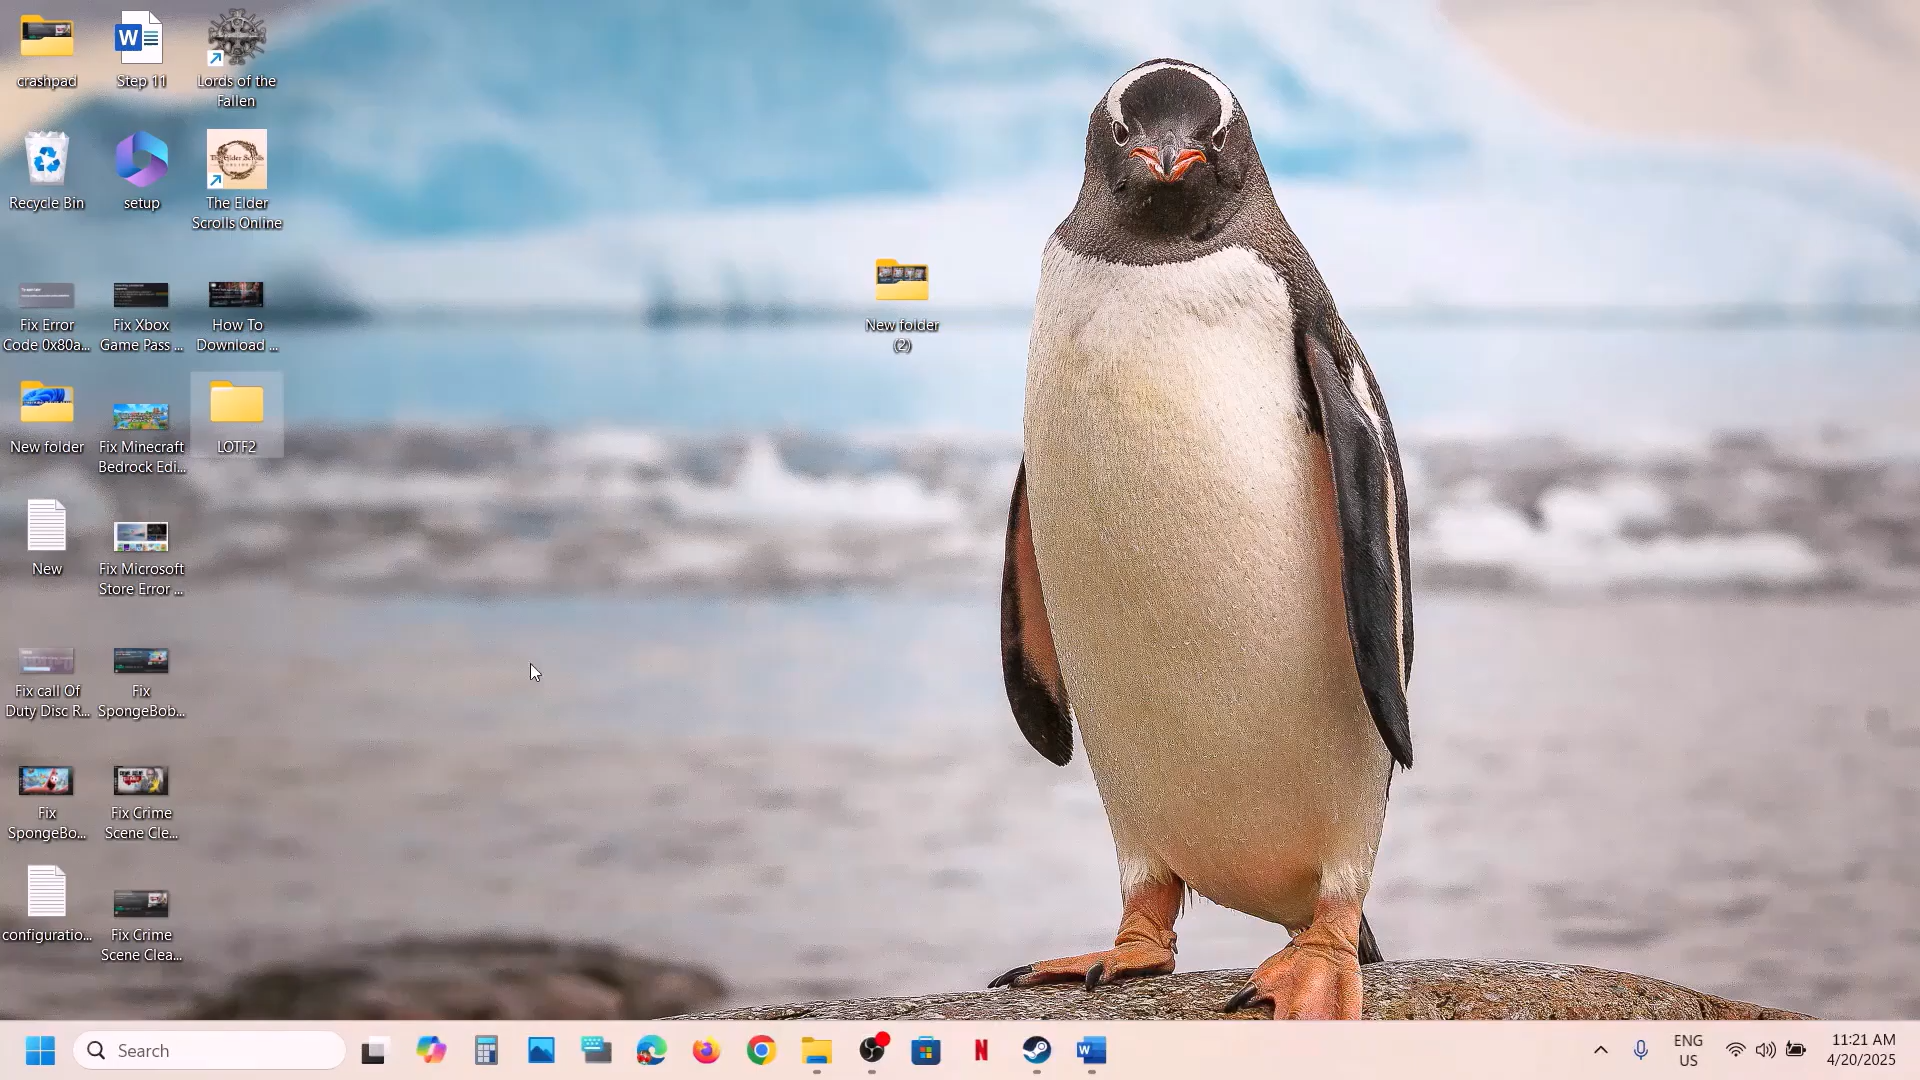 crashpad
Step 11
Lords of the
Fallen
Recycle Bin
setup
The Elder
Scrolls Online
Fix Error
Code 0x80a...
Fix Xbox
Game Pass ...
How To
Download ...
New folder
(2)
New folder
Fix Minecraft
Bedrock Edi...
LOTF2
New
Fix Microsoft
Store Error ...
Fix call Of
Duty Disc R...
Fix
SpongeBob...
Fix
SpongeBo...
Fix Crime
Scene Cle...
configuratio...
Fix Crime
Scene Clea...
Search
ENG
US
11:21 AM
4/20/2025